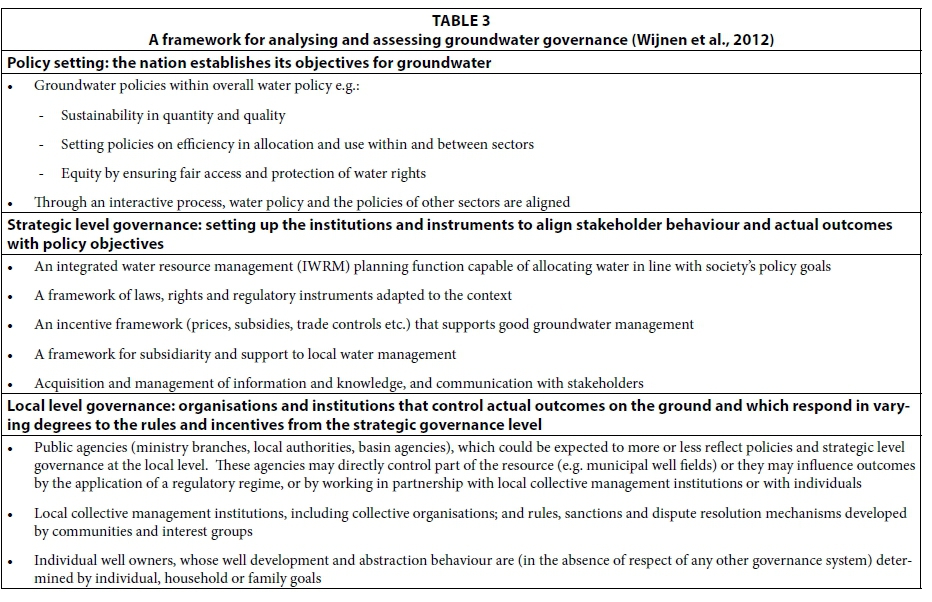 TABLE 3
A framework for analysing and assessing groundwater governance (Wijnen et al., 2012)
Policy setting: the nation establishes its objectives for groundwater
• Groundwater policies within overall water policy e.g.:
- Sustainability in quantity and quality
- Setting policies on efficiency in allocation and use within and between sectors
- Equity by ensuring fair access and protection of water rights
• Through an interactive process, water policy and the policies of other sectors are aligned
Strategic level governance: setting up the institutions and instruments to align stakeholder behaviour and actual outcomes
with policy objectives
• An integrated water resource management (IWRM) planning function capable of allocating water in line with society's policy goals
• A framework of laws, rights and regulatory instruments adapted to the context
• An incentive framework (prices, subsidies, trade controls etc.) that supports good groundwater management
• A framework for subsidiarity and support to local water management
• Acquisition and management of information and knowledge, and communication with stakeholders
Local level governance: organisations and institutions that control actual outcomes on the ground and which respond in vary-
ing degrees to the rules and incentives from the strategic governance level
• Public agencies (ministry branches, local authorities, basin agencies), which could be expected to more or less reflect policies and strategic level
governance at the local level. These agencies may directly control part of the resource (e.g. municipal well fields) or they may influence outcomes
by the application of a regulatory regime, or by working in partnership with local collective management institutions or with individuals
• Local collective management institutions, including collective organisations; and rules, sanctions and dispute resolution mechanisms developed
by communities and interest groups
• Individual well owners, whose well development and abstraction behaviour are (in the absence of respect of any other governance system) deter-
mined by individual, household or family goals